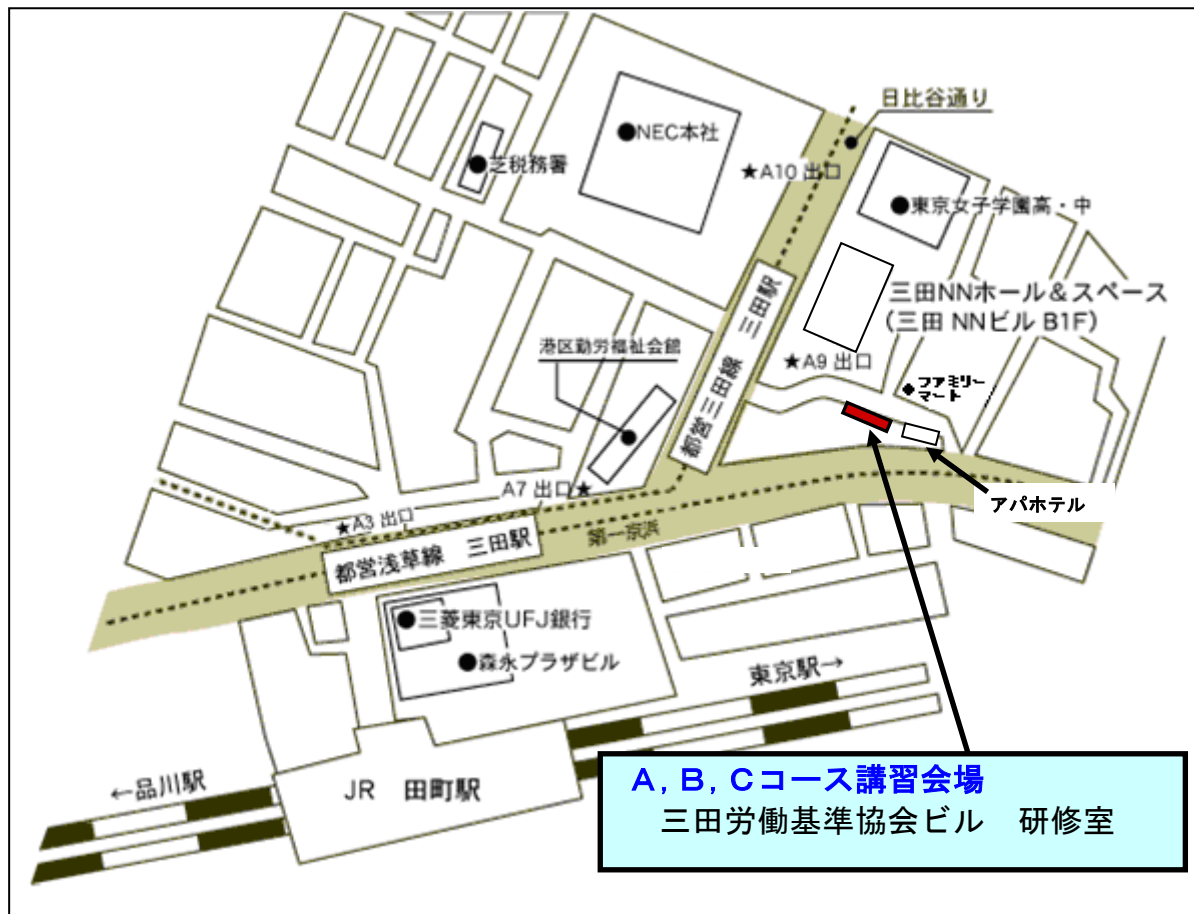 日比谷通り
●NEC本社
●芝税務署
★A10 出口
●東京女子学園高・中
都営三田線 三田駅
三田NNホール&スペース
(三田 NNビル B1F)
港区勤労福祉会館
★A9 出口
ファミリー
マート
A7 出口★
アパホテル
★A3 出口
都営浅草線 三田駅
第一京浜
●三菱東京UFJ銀行
●森永プラザビル
東京駅→
←品川駅
JR 田町駅
A,B,Cコース講習会場
三田労働基準協会ビル 研修室